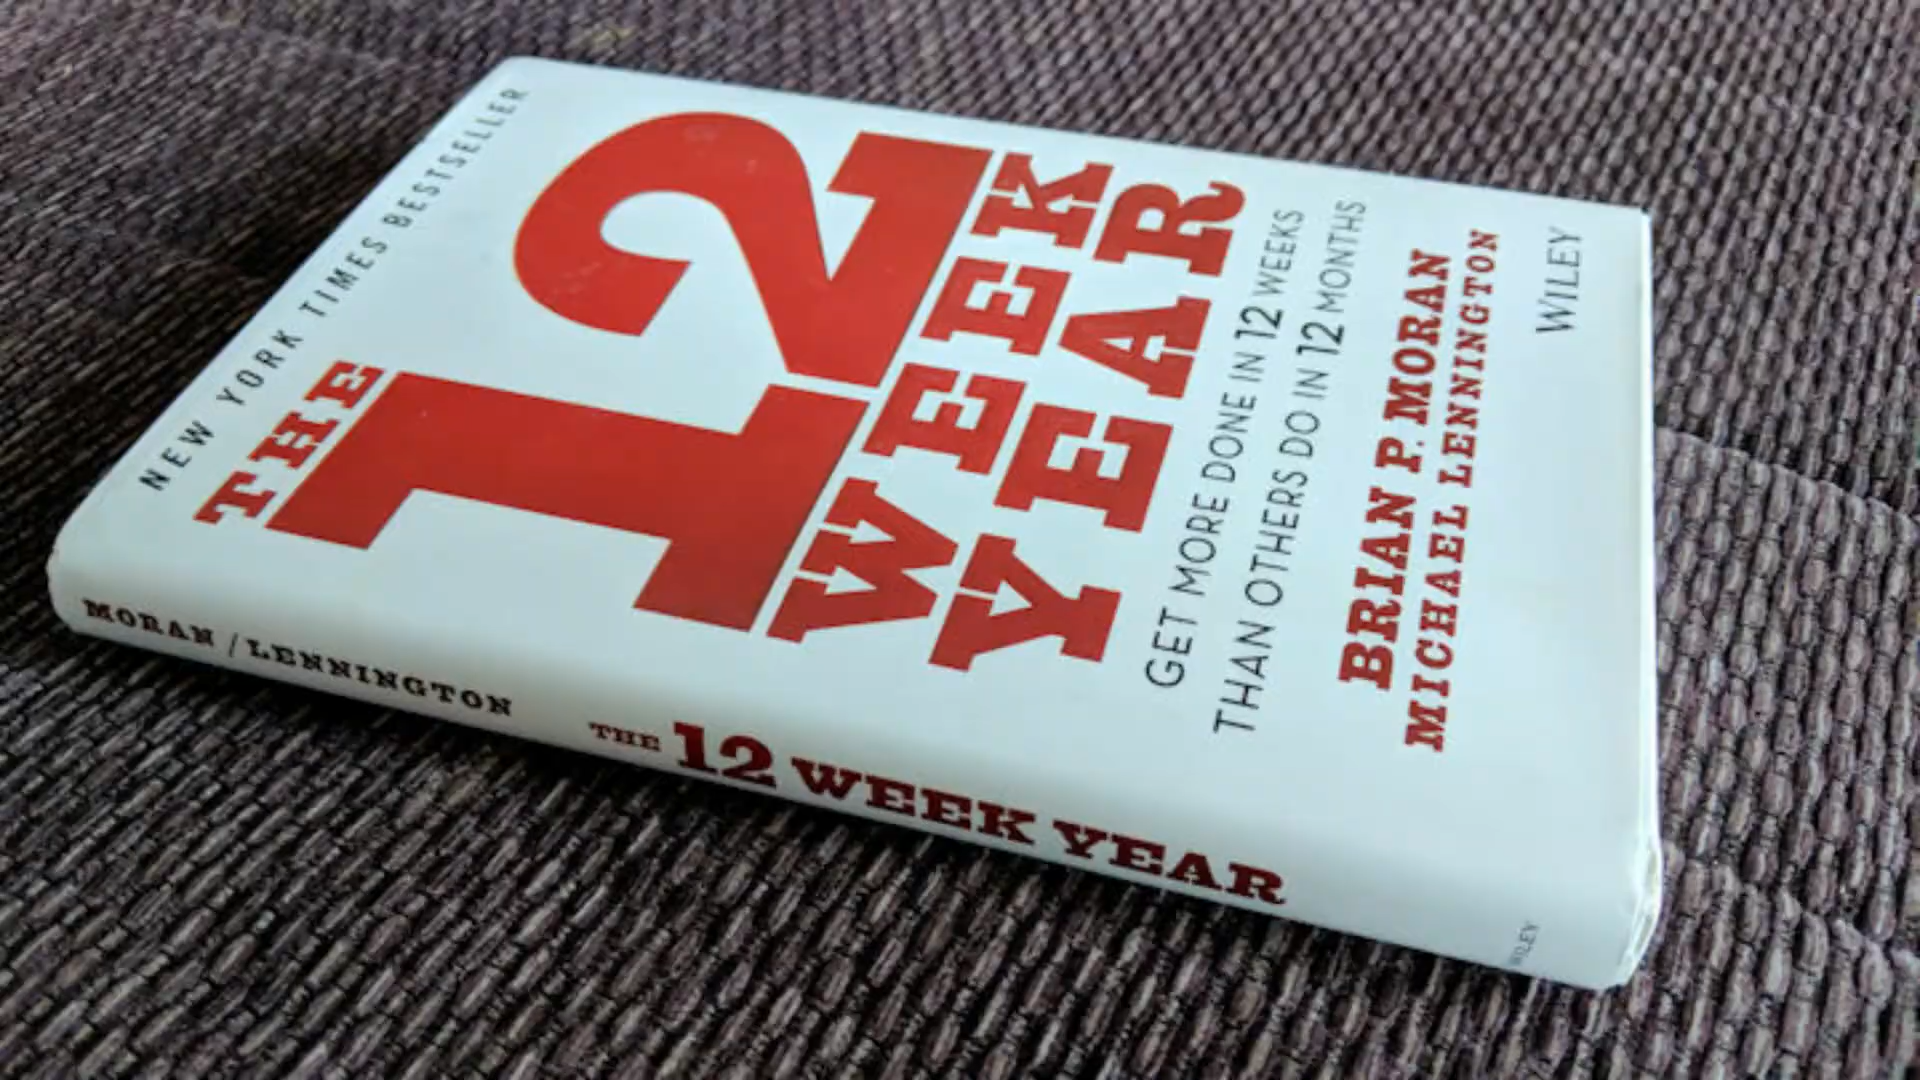 NEW YORK TIMES BESTSELLER
THE
12
WEEK
YEAR
GET MORE DONE IN 12 WEEKS
THAN OTHERS DO IN 12 MONTHS
BRIAN P. MORAN
MICHAEL LENNINGTON
WILEY
MORAN / LENNINGTON THE 12 WEEK YEAR WILEY